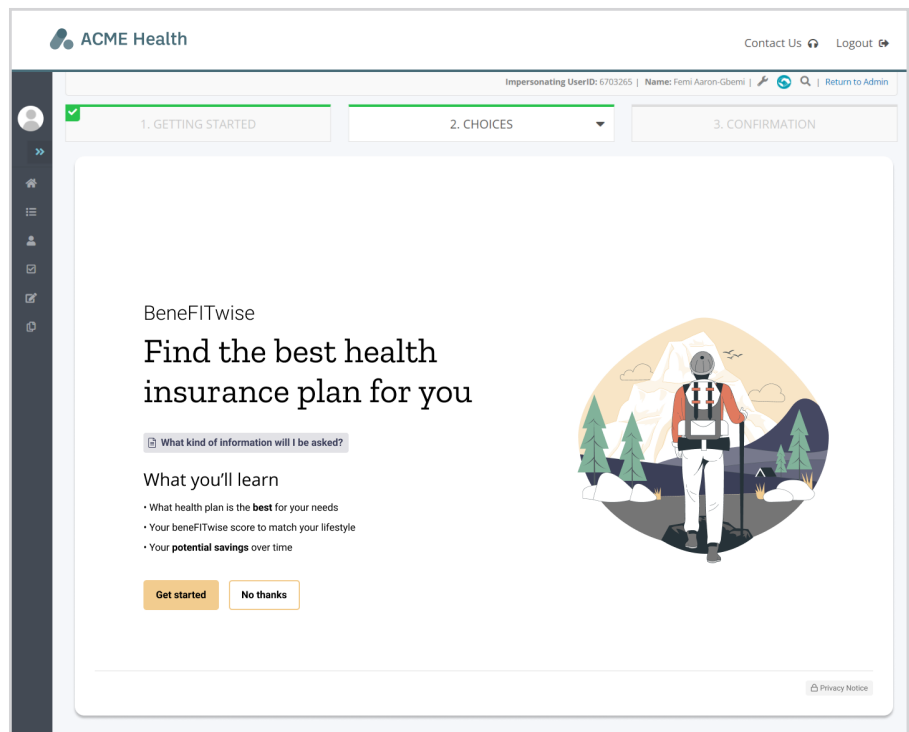 ACME Health
Contact Us
Logout
Impersonating UserID: 6703265 | Name: Femi Aaron-Gbemi | | Return to Admin
1. GETTING STARTED
2. CHOICES
3. CONFIRMATION
BeneFITwise
Find the best health
insurance plan for you
What kind of information will I be asked?
What you'll learn
• What health plan is the best for your needs
• Your beneFITwise score to match your lifestyle
• Your potential savings over time
Get started
No thanks
Privacy Notice